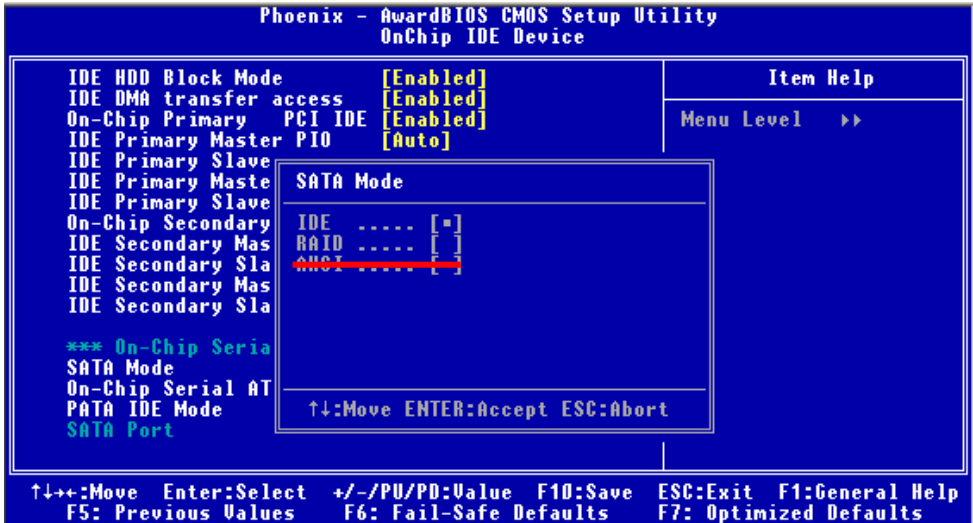 Phoenix - AwardBIOS CMOS Setup Utility
OnChip IDE Device
IDE HDD Block Mode [Enabled]
IDE DMA transfer access [Enabled]
On-Chip Primary PCI IDE [Enabled]
IDE Primary Master PIO [Auto]
IDE Primary Slave
IDE Primary Maste
IDE Primary Slave
On-Chip Secondary
IDE Secondary Mas
IDE Secondary Sla
IDE Secondary Mas
IDE Secondary Sla
*** On-Chip Seria
SATA Mode
On-Chip Serial AT
PATA IDE Mode
SATA Port
SATA Mode
IDE ..... [▪]
RAID ..... [ ]
AHCI ..... [ ]
↑↓:Move ENTER:Accept ESC:Abort
Item Help
Menu Level ▸▸
↑↓→←:Move Enter:Select +/-/PU/PD:Value F10:Save ESC:Exit F1:General Help
F5: Previous Values F6: Fail-Safe Defaults F7: Optimized Defaults